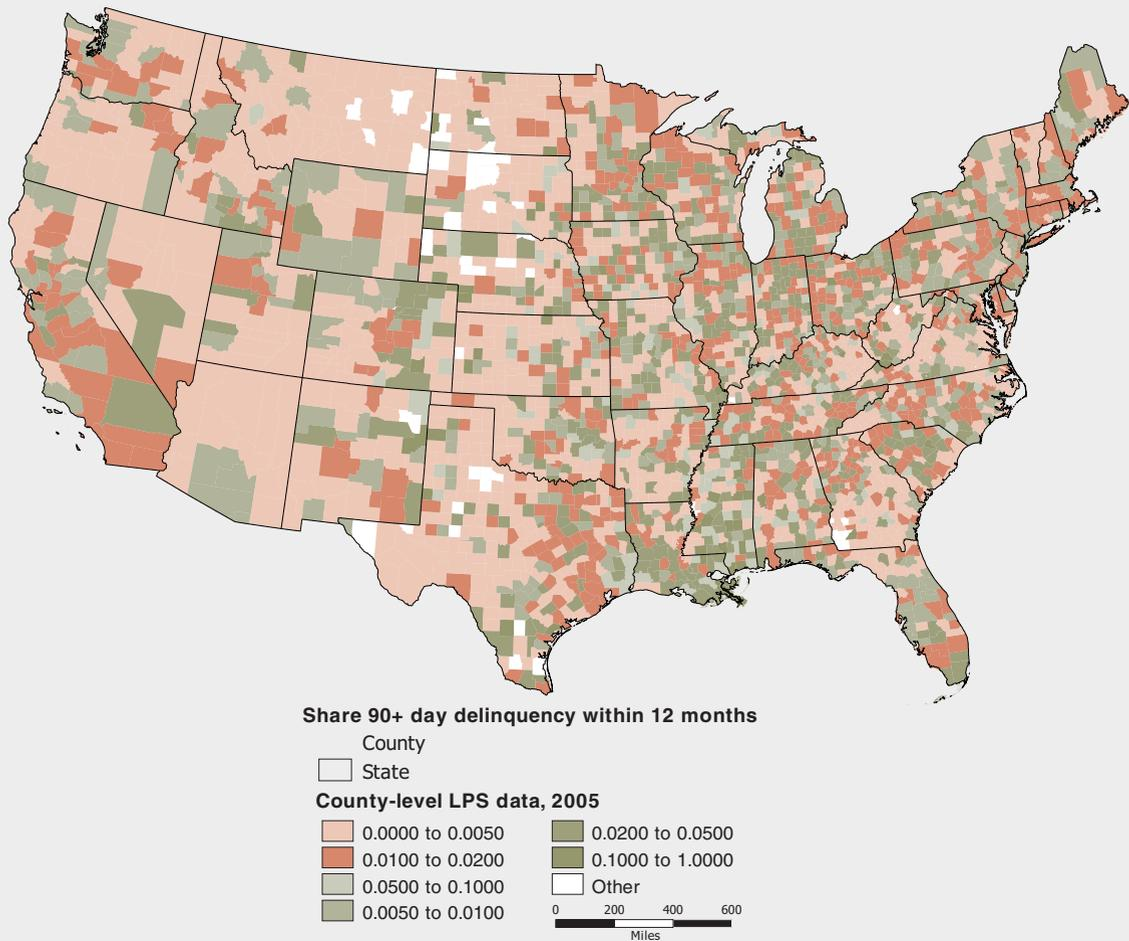 Share 90+ day delinquency within 12 months
County
State
County-level LPS data, 2005
0.0000 to 0.0050
0.0100 to 0.0200
0.0500 to 0.1000
0.0050 to 0.0100
0.0200 to 0.0500
0.1000 to 1.0000
Other
0 200 400 600
Miles